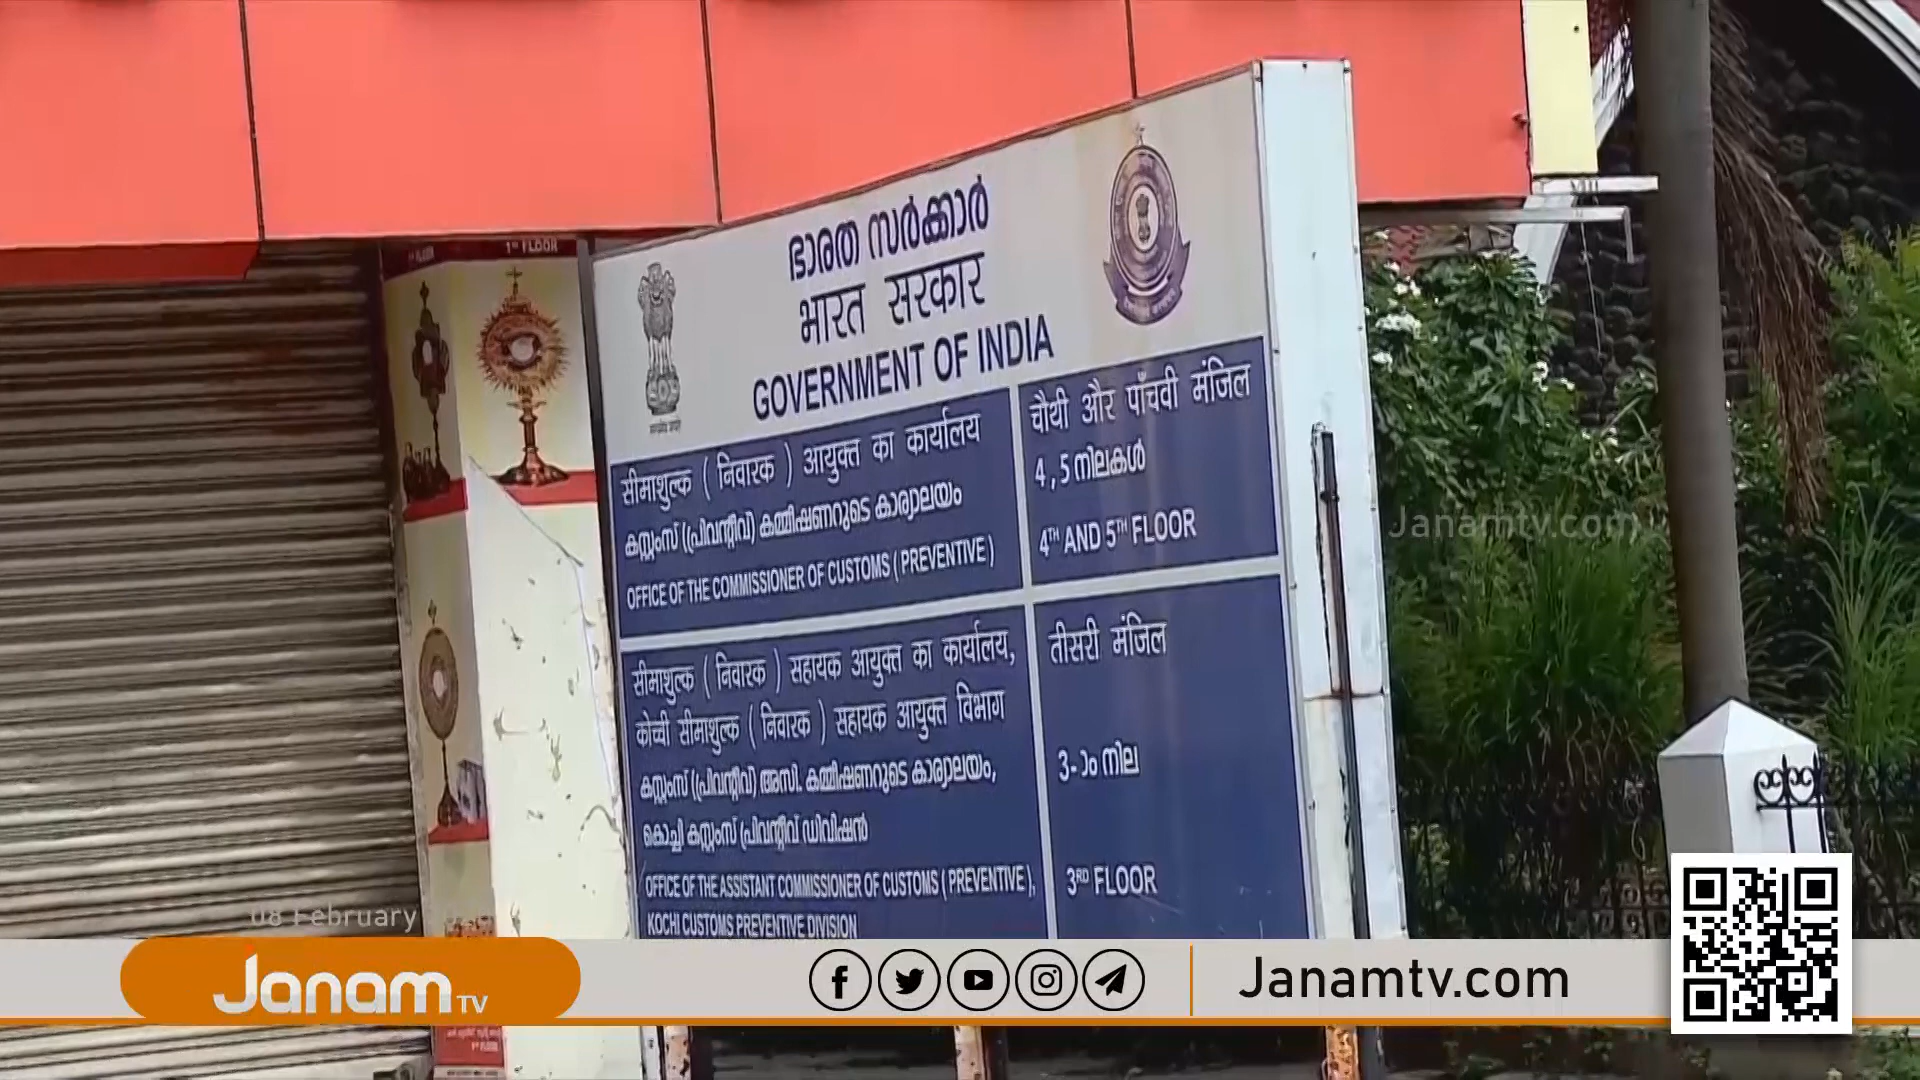 1ST FLOOR
ഭാരത സർക്കാർ
भारत सरकार
GOVERNMENT OF INDIA
सीमाशुल्क ( निवारक ) आयुक्त का कार्यालय
കസ്റ്റംസ് (പ്രിവന്റീവ്) കമ്മീഷണറുടെ കാര്യാലയം
OFFICE OF THE COMMISSIONER OF CUSTOMS ( PREVENTIVE )
चौथी और पाँचवी मंजिल
4 , 5 നിലകൾ
4TH AND 5TH FLOOR
सीमाशुल्क ( निवारक ) सहायक आयुक्त का कार्यालय,
कोच्ची सीमाशुल्क ( निवारक ) सहायक आयुक्त विभाग
കസ്റ്റംസ് (പ്രിവന്റീവ്) അസി. കമ്മീഷണറുടെ കാര്യാലയം,
കൊച്ചി കസ്റ്റംസ് പ്രിവന്റീവ് ഡിവിഷൻ
OFFICE OF THE ASSISTANT COMMISSIONER OF CUSTOMS ( PREVENTIVE ),
KOCHI CUSTOMS PREVENTIVE DIVISION
तीसरी मंजिल
3-ാം നില
3RD FLOOR
Janamtv.com
08 February
Janam TV
Janamtv.com